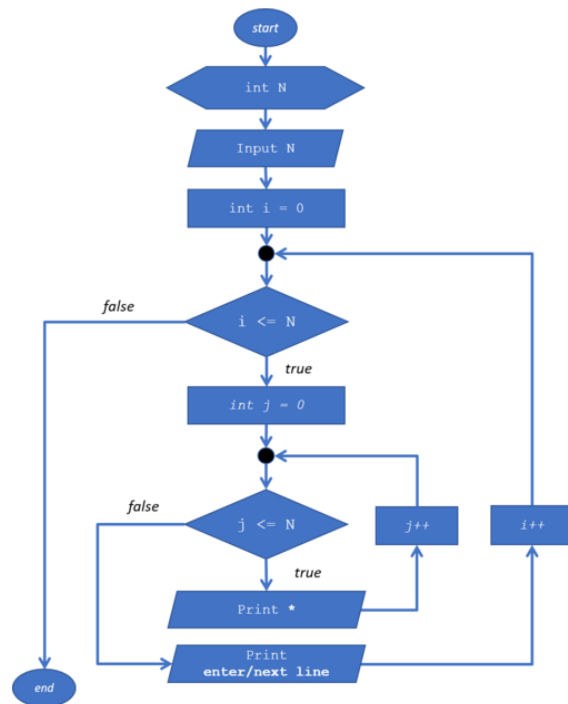 start
int N
Input N
int i = 0
false
i <= N
true
int j = 0
false
j <= N
j++
i++
true
Print *
Print
enter/next line
end